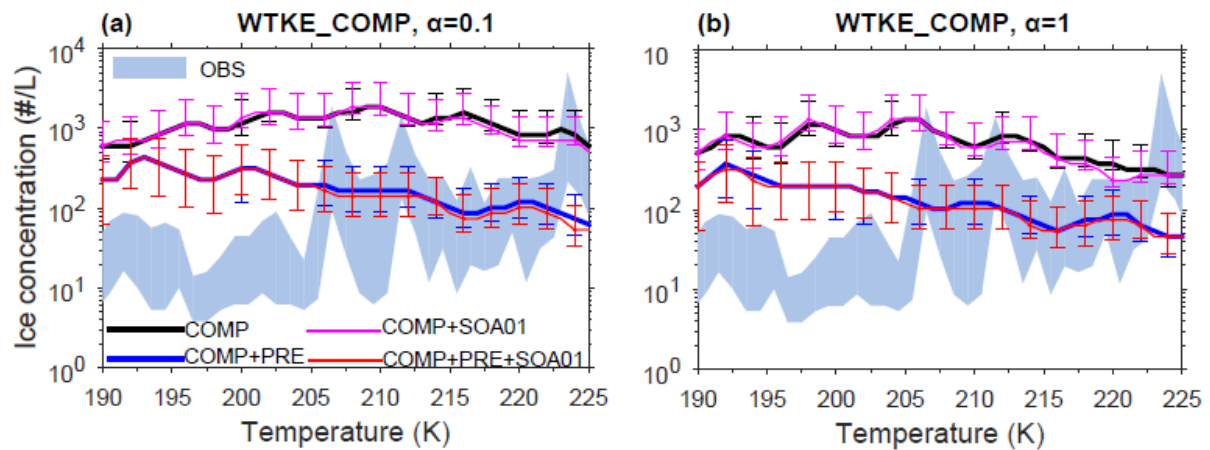 (a) WTKE_COMP, α=0.1
Ice concentration (#/L)
10⁴
10³
10²
10¹
10⁰
OBS
COMP
COMP+SOA01
COMP+PRE
COMP+PRE+SOA01
190 195 200 205 210 215 220 225
Temperature (K)
(b) WTKE_COMP, α=1
10
10³
10²
10¹
10⁰
190 195 200 205 210 215 220 225
Temperature (K)